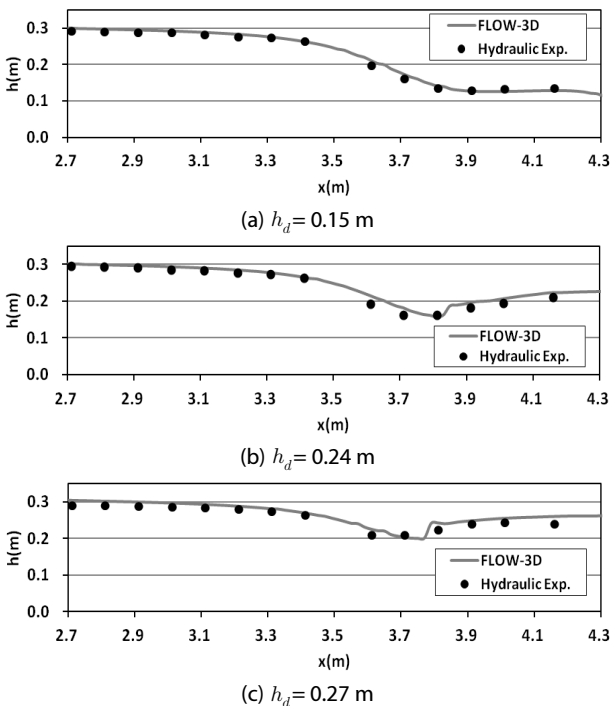 0.3
0.2
0.1
0.0
h(m)
FLOW-3D
Hydraulic Exp.
2.7 2.9 3.1 3.3 3.5 3.7 3.9 4.1 4.3
x(m)
(a) h_d = 0.15 m
0.3
0.2
0.1
0.0
h(m)
FLOW-3D
Hydraulic Exp.
2.7 2.9 3.1 3.3 3.5 3.7 3.9 4.1 4.3
x(m)
(b) h_d = 0.24 m
0.3
0.2
0.1
0.0
h(m)
FLOW-3D
Hydraulic Exp.
2.7 2.9 3.1 3.3 3.5 3.7 3.9 4.1 4.3
x(m)
(c) h_d = 0.27 m